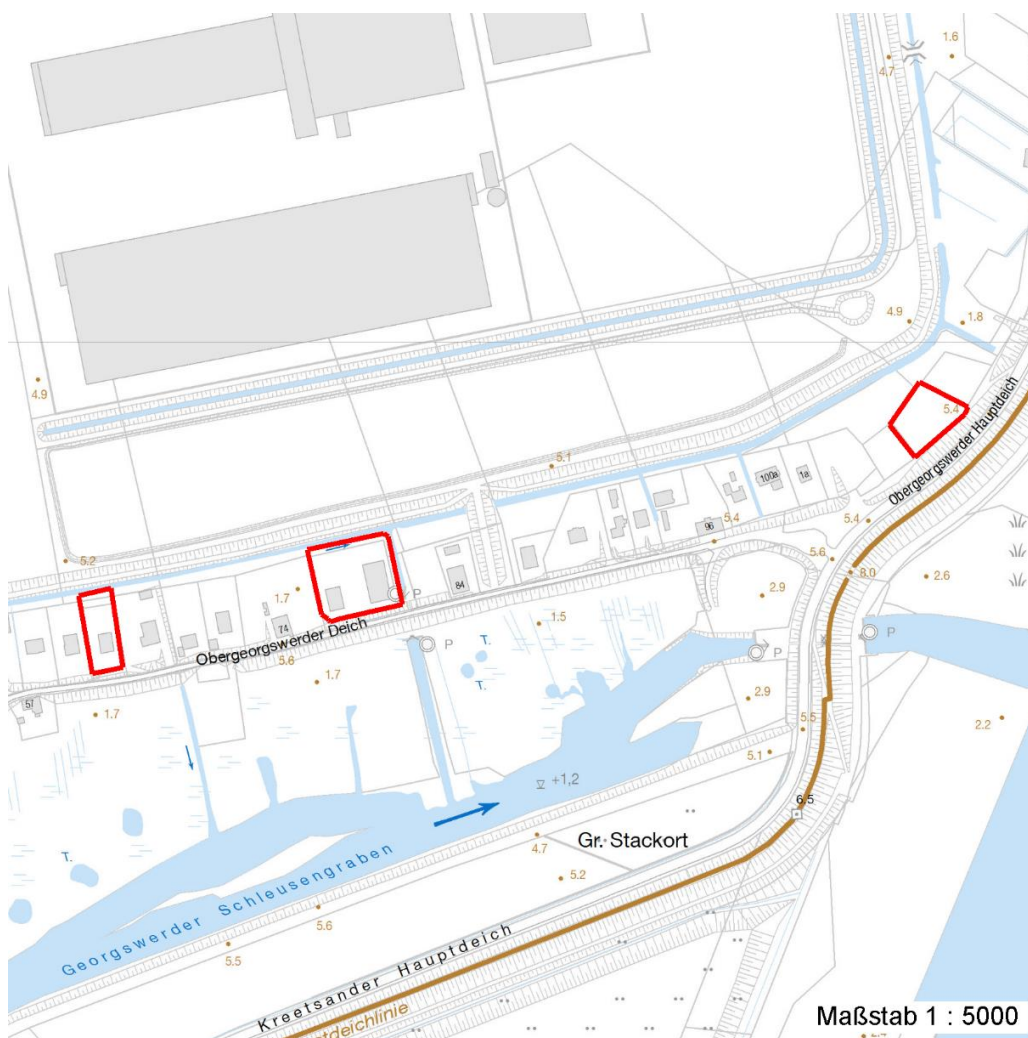 1.6
4.7
4.9
1.8
4.9
5.4
Obergeorgswerder Hauptdeich
5.1
100a
1a
96
5.4
5.4
5.2
5.6
8.0
2.6
1.7
84
P
2.9
74
1.5
Obergeorgswerder Deich
5.6
P
P
P
T.
T.
1.7
57
1.7
2.9
2.2
5.5
5.1
+1,2
6.5
4.7
Gr. Stackort
T.
5.2
Georgswerder Schleusengraben
5.6
5.5
Kreetsander Hauptdeich
tdeichlinie
Maßstab 1 : 5000